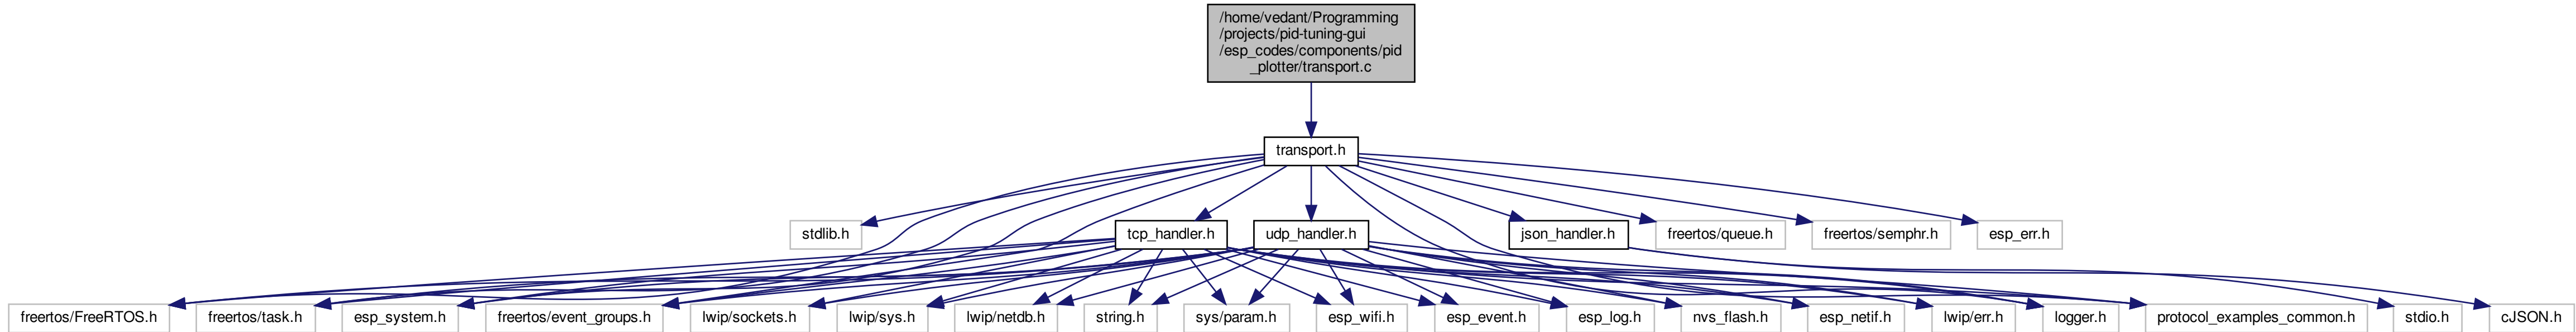 /home/vedant/Programming
/projects/pid-tuning-gui
/esp_codes/components/pid
_plotter/transport.c
transport.h
stdlib.h
tcp_handler.h
udp_handler.h
json_handler.h
freertos/queue.h
freertos/semphr.h
esp_err.h
freertos/FreeRTOS.h
freertos/task.h
esp_system.h
freertos/event_groups.h
lwip/sockets.h
lwip/sys.h
lwip/netdb.h
string.h
sys/param.h
esp_wifi.h
esp_event.h
esp_log.h
nvs_flash.h
esp_netif.h
lwip/err.h
logger.h
protocol_examples_common.h
stdio.h
cJSON.h